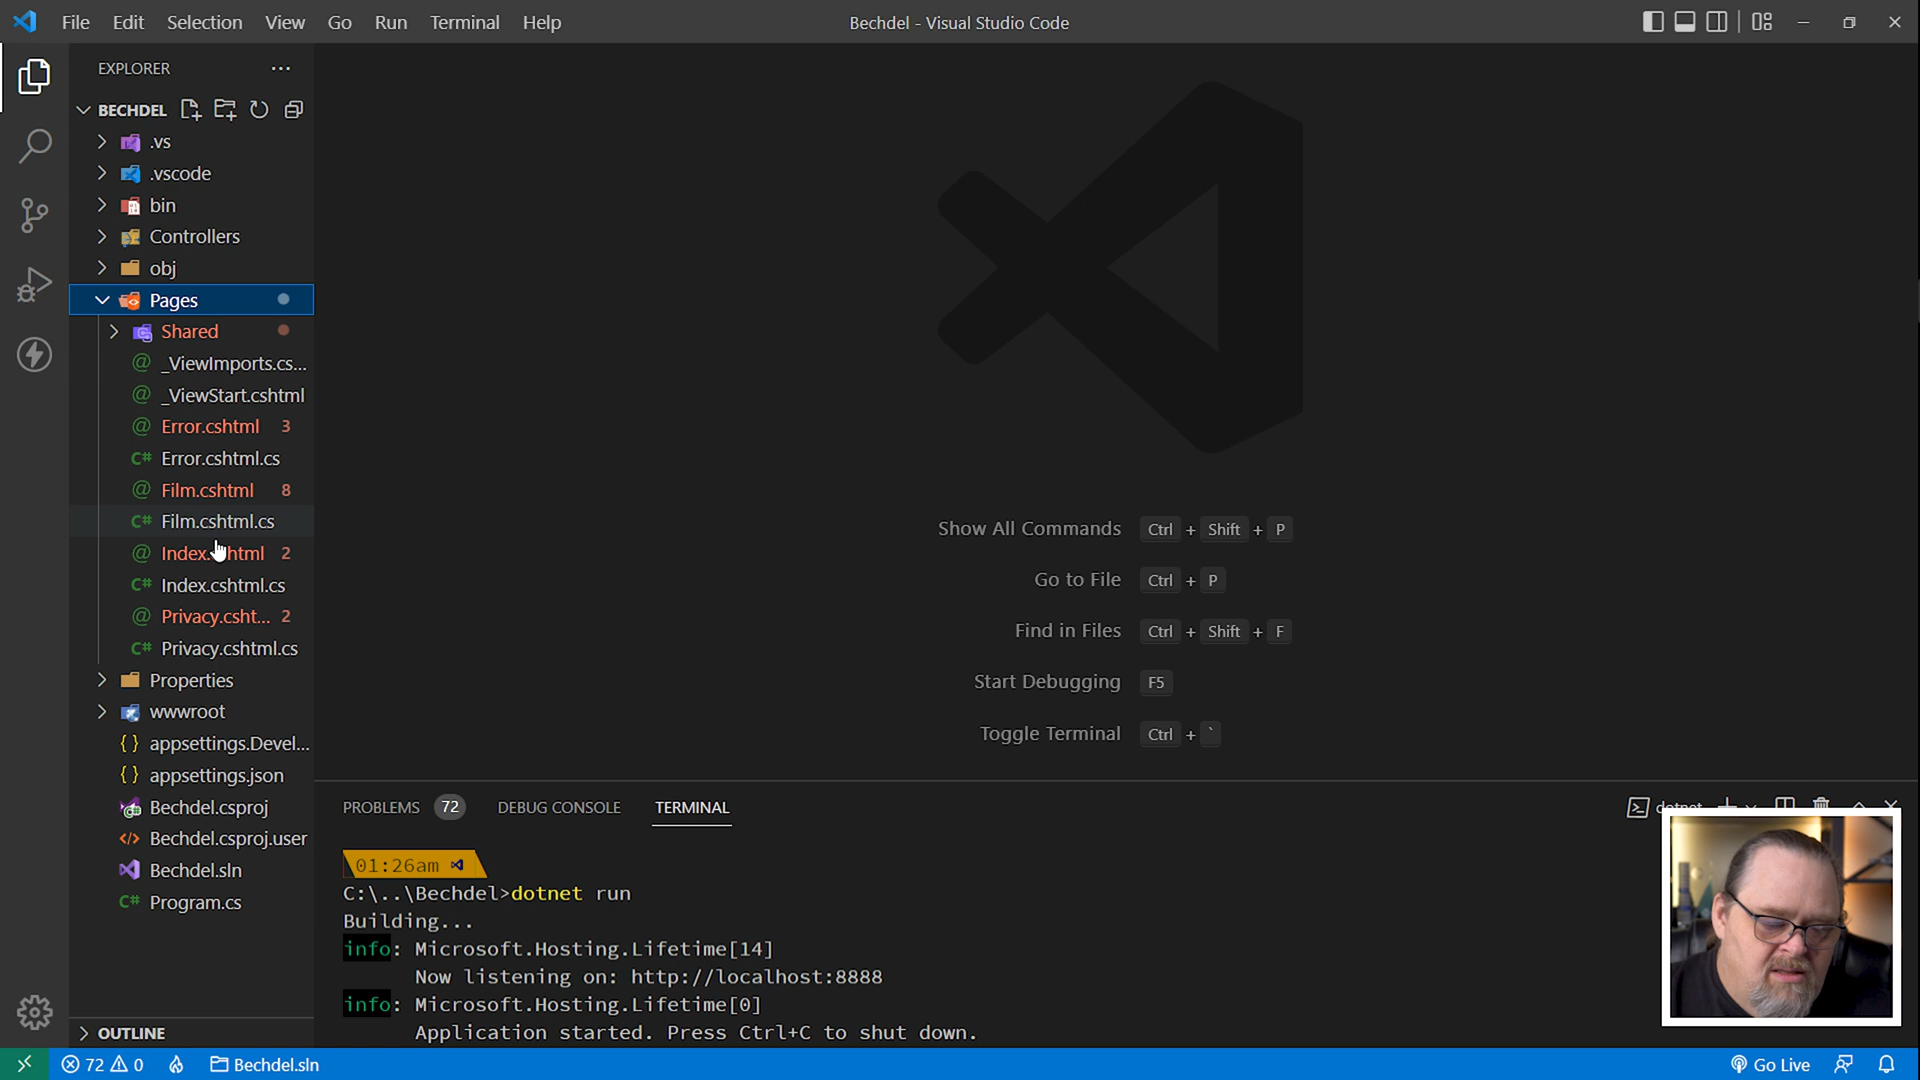 File Edit Selection View Go Run Terminal Help
Bechdel - Visual Studio Code
EXPLORER
BECHDEL
.vs
.vscode
bin
Controllers
obj
Pages
Shared
_ViewImports.cs...
_ViewStart.cshtml
Error.cshtml 3
Error.cshtml.cs
Film.cshtml 8
Film.cshtml.cs
Index.cshtml 2
Index.cshtml.cs
Privacy.csht... 2
Privacy.cshtml.cs
Properties
wwwroot
appsettings.Devel...
appsettings.json
Bechdel.csproj
Bechdel.csproj.user
Bechdel.sln
Program.cs
OUTLINE
Show All Commands Ctrl + Shift + P
Go to File Ctrl + P
Find in Files Ctrl + Shift + F
Start Debugging F5
Toggle Terminal Ctrl + `
PROBLEMS 72 DEBUG CONSOLE TERMINAL
dotnet
01:26am
C:\..\Bechdel>dotnet run
Building...
info: Microsoft.Hosting.Lifetime[14]
Now listening on: http://localhost:8888
info: Microsoft.Hosting.Lifetime[0]
Application started. Press Ctrl+C to shut down.
72 0 Bechdel.sln
Go Live